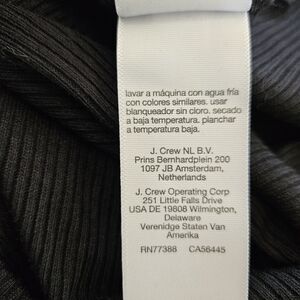 lavar a máquina con agua fría
con colores similares. usar
blanqueador sin cloro. secado
a baja temperatura. planchar
a temperatura baja.
J. Crew NL B.V.
Prins Bernhardplein 200
1097 JB Amsterdam,
Netherlands
J. Crew Operating Corp
251 Little Falls Drive
USA DE 19808 Wilmington,
Delaware
Verenidge Staten Van
Amerika
RN77388 CA56445